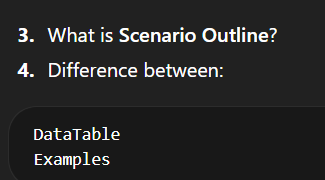 3. What is Scenario Outline?
4. Difference between:
DataTable
Examples